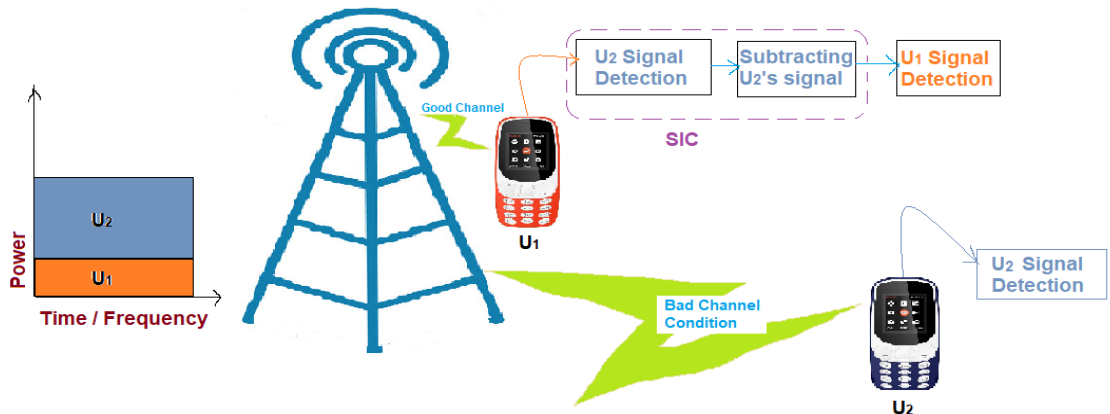 U2 Signal
Detection
Subtracting
U2's signal
U1 Signal
Detection
SIC
Good Channel
U1
U2
U1
Power
Time / Frequency
Bad Channel
Condition
U2 Signal
Detection
U2